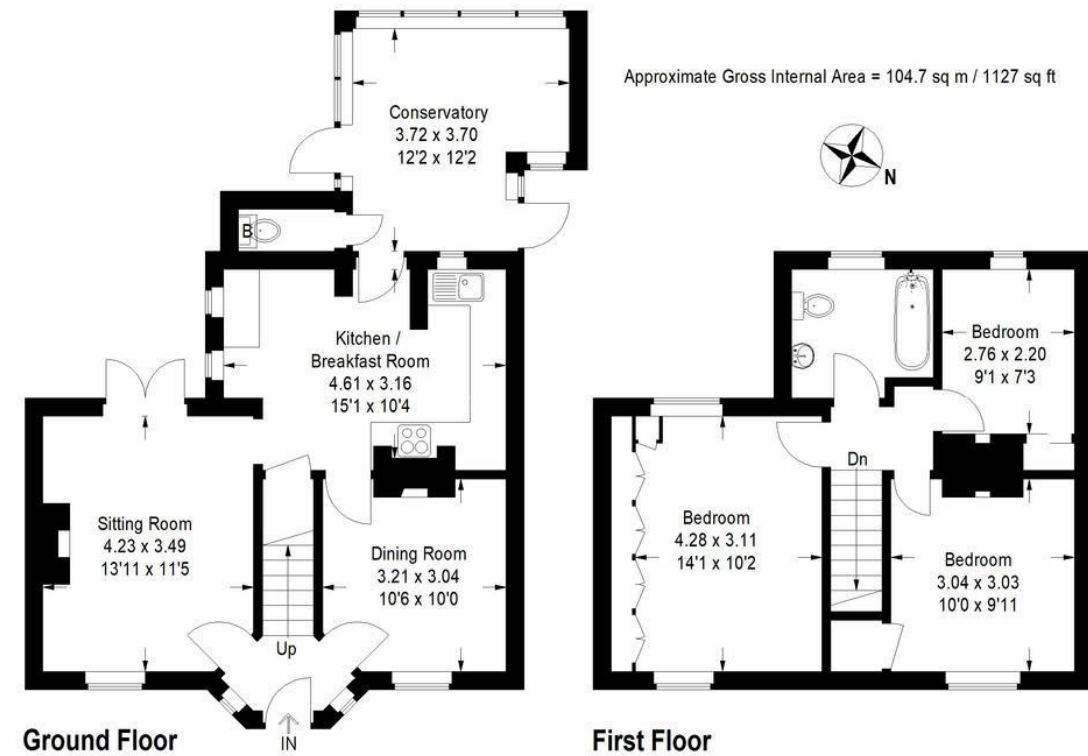 Approximate Gross Internal Area = 104.7 sq m / 1127 sq ft
N
Conservatory
3.72 x 3.70
12'2 x 12'2
B
Kitchen /
Breakfast Room
4.61 x 3.16
15'1 x 10'4
Sitting Room
4.23 x 3.49
13'11 x 11'5
Dining Room
3.21 x 3.04
10'6 x 10'0
Up
IN
Ground Floor
Bedroom
2.76 x 2.20
9'1 x 7'3
Dn
Bedroom
4.28 x 3.11
14'1 x 10'2
Bedroom
3.04 x 3.03
10'0 x 9'11
First Floor